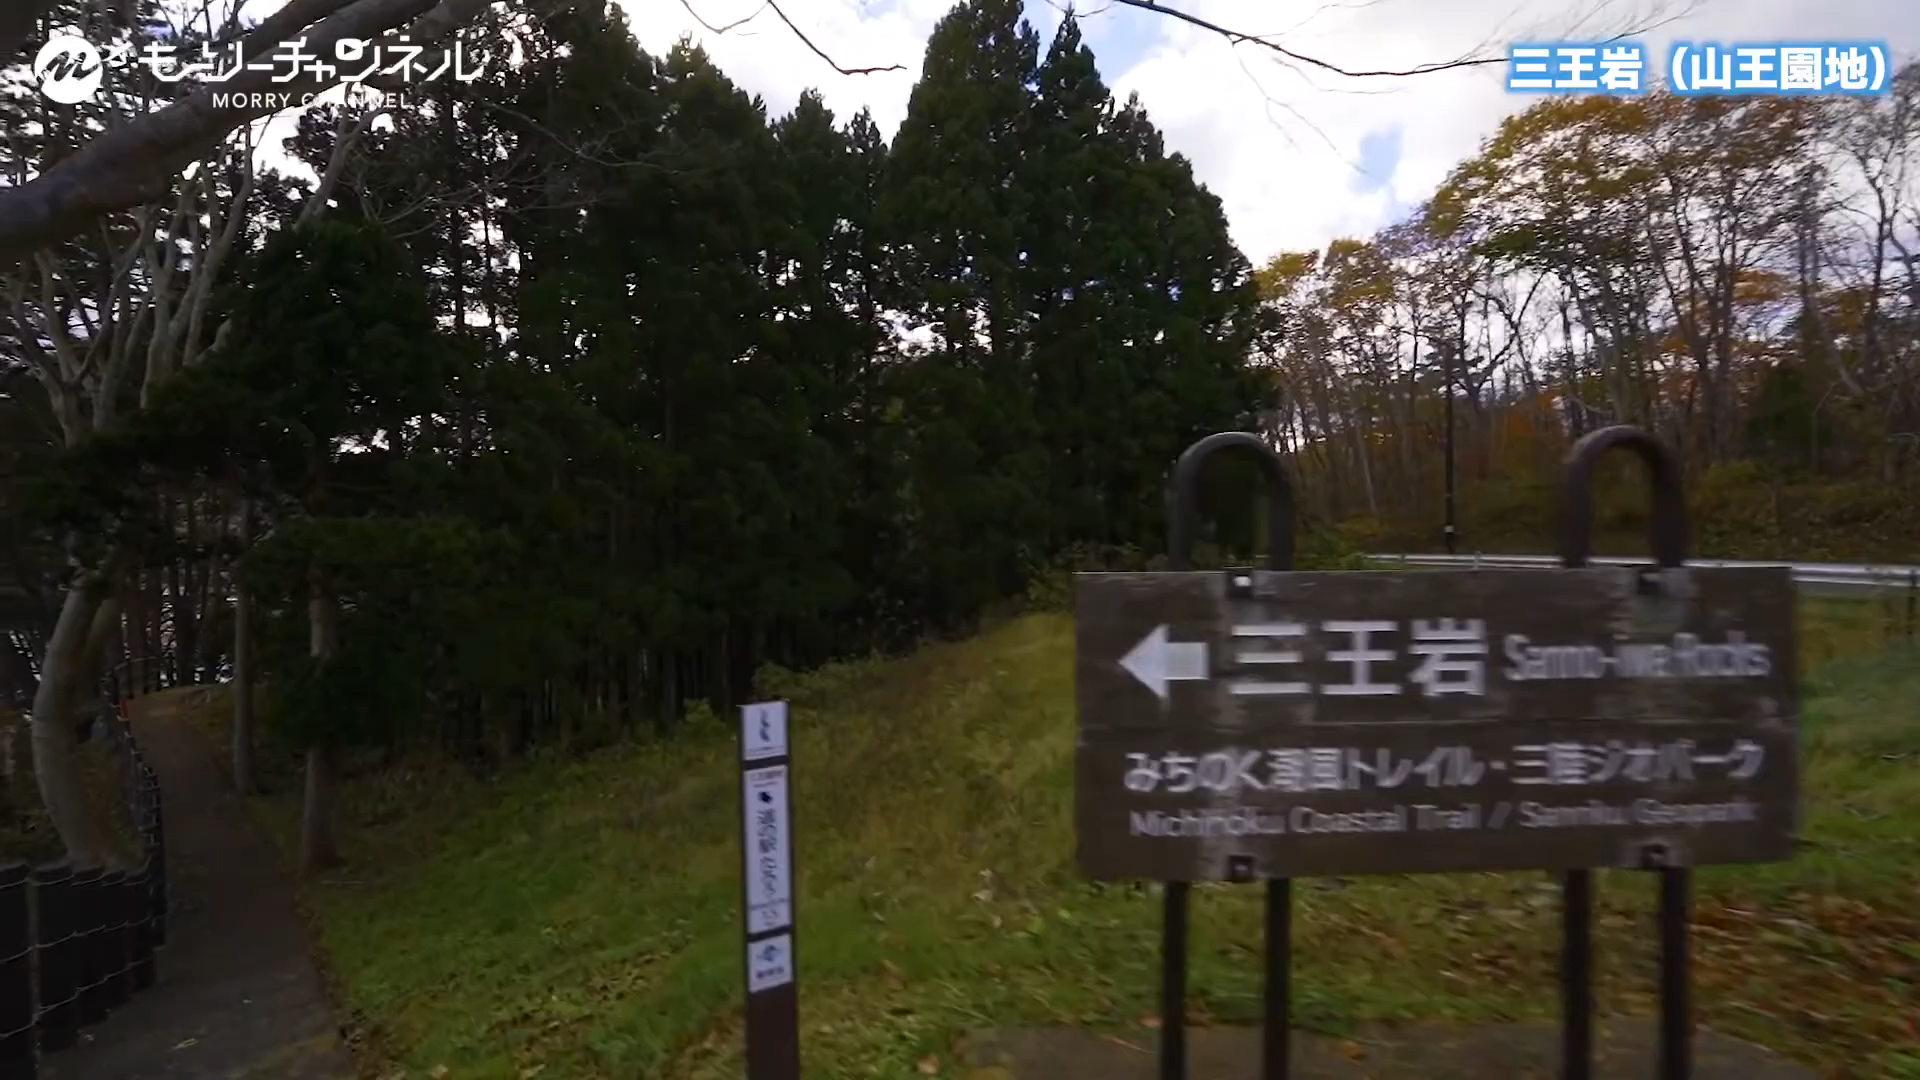 もーりーチャンネル
MORRY CHANNEL
三王岩（山王園地）
三王岩 Sanno-iwa Rocks
みちのく潮風トレイル・三陸ジオパーク
Michinoku Coastal Trail / Sanriku Geopark